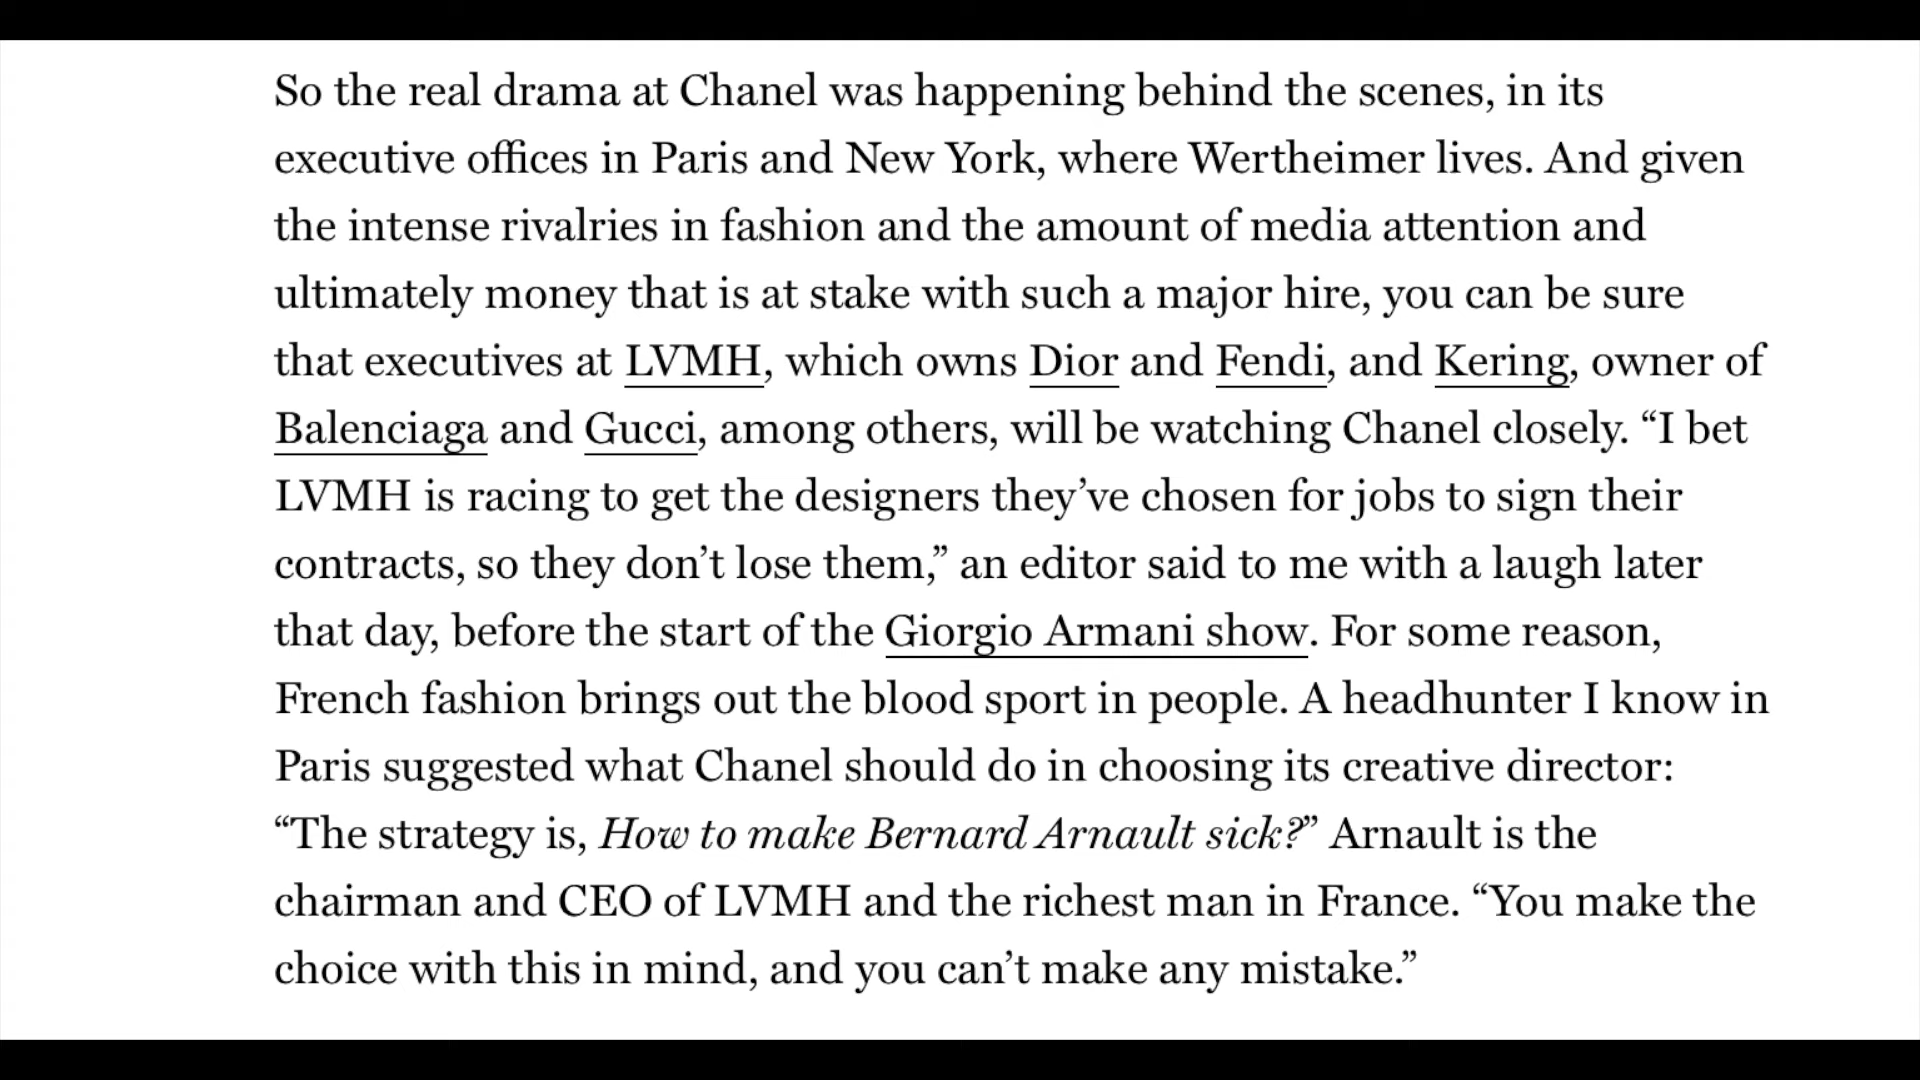 So the real drama at Chanel was happening behind the scenes, in its
executive offices in Paris and New York, where Wertheimer lives. And given
the intense rivalries in fashion and the amount of media attention and
ultimately money that is at stake with such a major hire, you can be sure
that executives at LVMH, which owns Dior and Fendi, and Kering, owner of
Balenciaga and Gucci, among others, will be watching Chanel closely. “I bet
LVMH is racing to get the designers they’ve chosen for jobs to sign their
contracts, so they don’t lose them,” an editor said to me with a laugh later
that day, before the start of the Giorgio Armani show. For some reason,
French fashion brings out the blood sport in people. A headhunter I know in
Paris suggested what Chanel should do in choosing its creative director:
“The strategy is, How to make Bernard Arnault sick?” Arnault is the
chairman and CEO of LVMH and the richest man in France. “You make the
choice with this in mind, and you can’t make any mistake.”